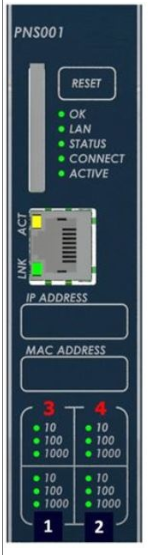 PNS001
RESET
OK
LAN
STATUS
CONNECT
ACTIVE
ACT
LNK
IP ADDRESS
MAC ADDRESS
3 4
10 10
100 100
1000 1000
10 10
100 100
1000 1000
1 2